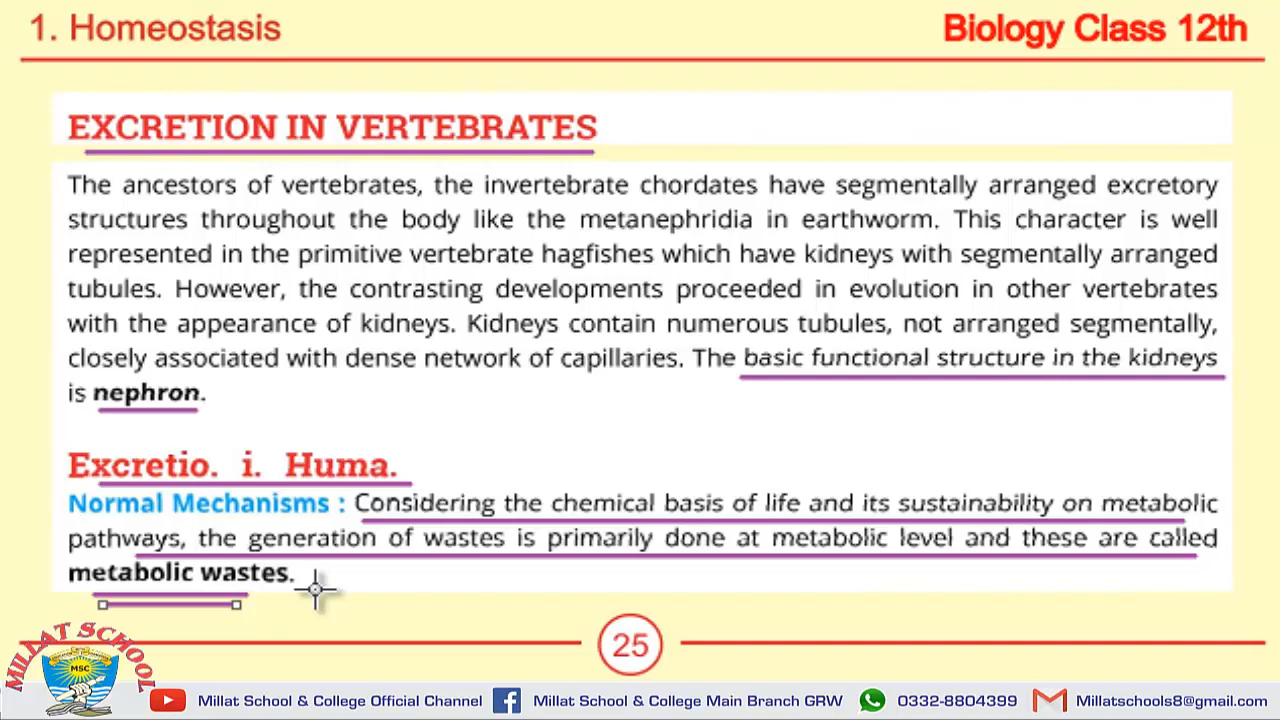 1. Homeostasis
Biology Class 12th
EXCRETION IN VERTEBRATES
The ancestors of vertebrates, the invertebrate chordates have segmentally arranged excretory
structures throughout the body like the metanephridia in earthworm. This character is well
represented in the primitive vertebrate hagfishes which have kidneys with segmentally arranged
tubules. However, the contrasting developments proceeded in evolution in other vertebrates
with the appearance of kidneys. Kidneys contain numerous tubules, not arranged segmentally,
closely associated with dense network of capillaries. The basic functional structure in the kidneys
is nephron.
Excretio. i. Huma.
Normal Mechanisms : Considering the chemical basis of life and its sustainability on metabolic
pathways, the generation of wastes is primarily done at metabolic level and these are called
metabolic wastes.
25
MILLAT SCHOOL
MSC
Millat School & College Official Channel
Millat School & College Main Branch GRW
0332-8804399
Millatschools8@gmail.com